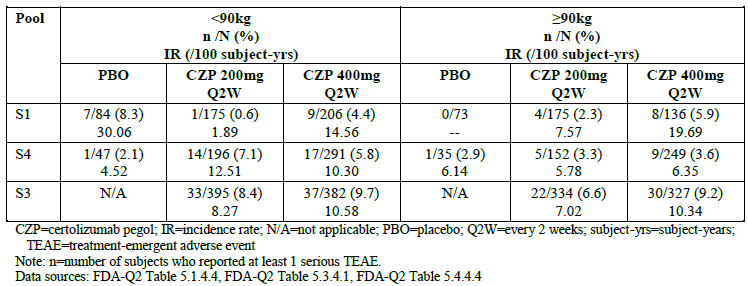 Pool <90kg ≥90kg
n /N (%) n /N (%)
IR (/100 subject-yrs) IR (/100 subject-yrs)
PBO CZP 200mg CZP 400mg PBO CZP 200mg CZP 400mg
Q2W Q2W Q2W Q2W
S1 7/84 (8.3) 1/175 (0.6) 9/206 (4.4) 0/73 4/175 (2.3) 8/136 (5.9)
30.06 1.89 14.56 -- 7.57 19.69
S4 1/47 (2.1) 14/196 (7.1) 17/291 (5.8) 1/35 (2.9) 5/152 (3.3) 9/249 (3.6)
4.52 12.51 10.30 6.14 5.78 6.35
S3 N/A 33/395 (8.4) 37/382 (9.7) N/A 22/334 (6.6) 30/327 (9.2)
8.27 10.58 7.02 10.34
CZP=certolizumab pegol; IR=incidence rate; N/A=not applicable; PBO=placebo; Q2W=every 2 weeks; subject-yrs=subject-years;
TEAE=treatment-emergent adverse event
Note: n=number of subjects who reported at least 1 serious TEAE.
Data sources: FDA-Q2 Table 5.1.4.4, FDA-Q2 Table 5.3.4.1, FDA-Q2 Table 5.4.4.4